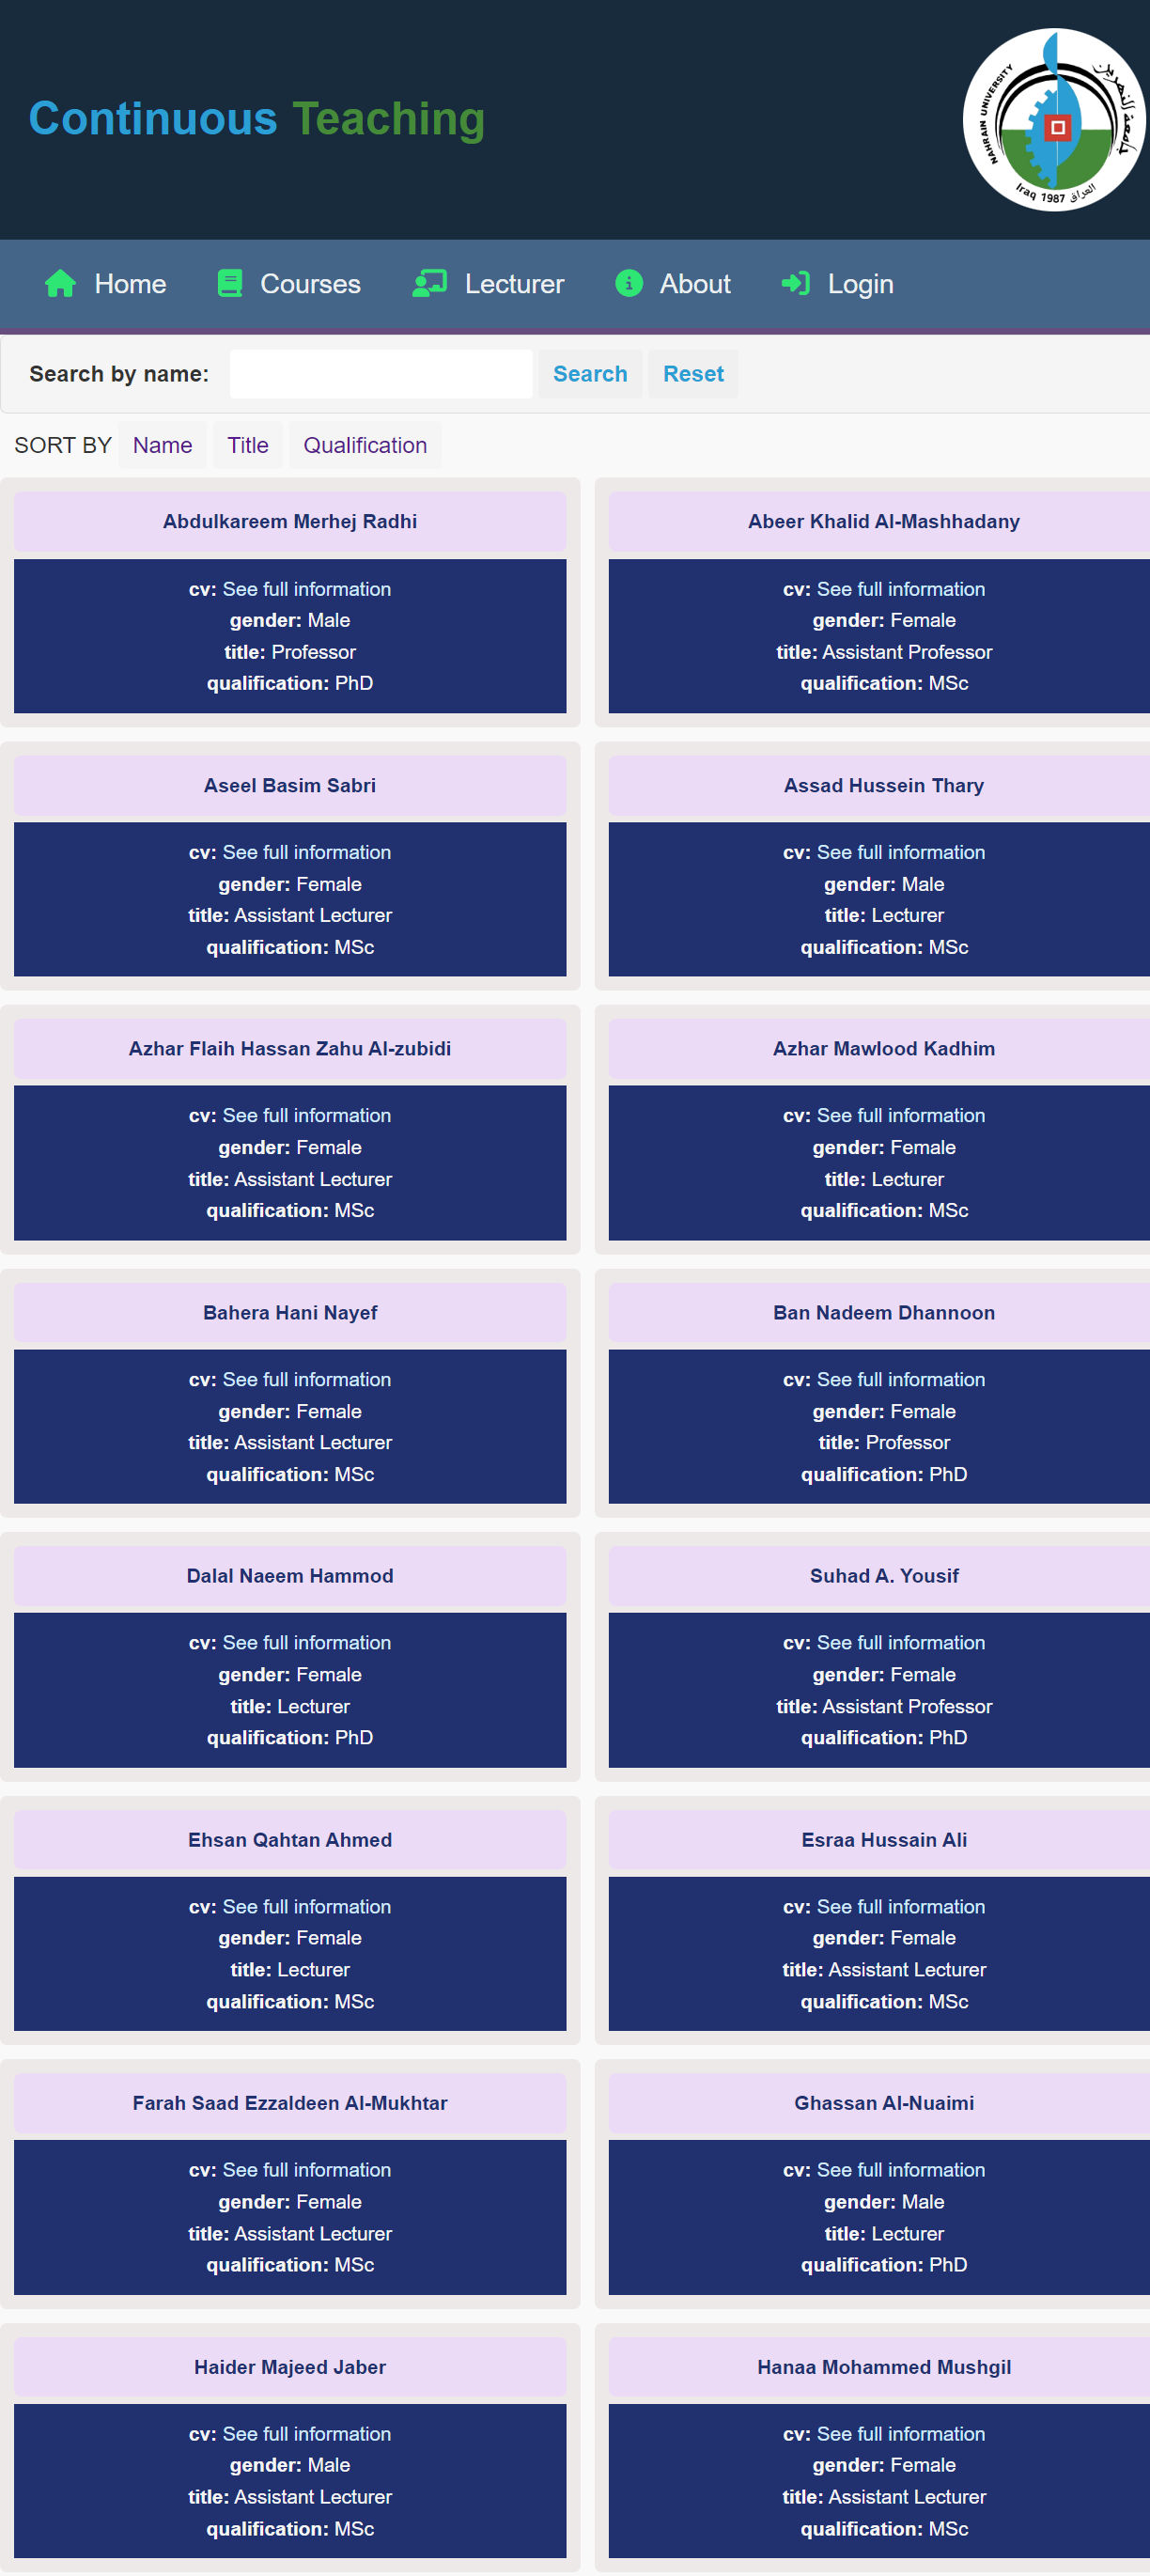 Continuous Teaching
NAHRAIN UNIVERSITY
جامعة النهرين
Iraq 1987 العراق
Home Courses Lecturer About Login
Search by name: Search Reset
SORT BY Name Title Qualification
Abdulkareem Merhej Radhi
cv: See full information
gender: Male
title: Professor
qualification: PhD
Abeer Khalid Al-Mashhadany
cv: See full information
gender: Female
title: Assistant Professor
qualification: MSc
Aseel Basim Sabri
cv: See full information
gender: Female
title: Assistant Lecturer
qualification: MSc
Assad Hussein Thary
cv: See full information
gender: Male
title: Lecturer
qualification: MSc
Azhar Flaih Hassan Zahu Al-zubidi
cv: See full information
gender: Female
title: Assistant Lecturer
qualification: MSc
Azhar Mawlood Kadhim
cv: See full information
gender: Female
title: Lecturer
qualification: MSc
Bahera Hani Nayef
cv: See full information
gender: Female
title: Assistant Lecturer
qualification: MSc
Ban Nadeem Dhannoon
cv: See full information
gender: Female
title: Professor
qualification: PhD
Dalal Naeem Hammod
cv: See full information
gender: Female
title: Lecturer
qualification: PhD
Suhad A. Yousif
cv: See full information
gender: Female
title: Assistant Professor
qualification: PhD
Ehsan Qahtan Ahmed
cv: See full information
gender: Female
title: Lecturer
qualification: MSc
Esraa Hussain Ali
cv: See full information
gender: Female
title: Assistant Lecturer
qualification: MSc
Farah Saad Ezzaldeen Al-Mukhtar
cv: See full information
gender: Female
title: Assistant Lecturer
qualification: MSc
Ghassan Al-Nuaimi
cv: See full information
gender: Male
title: Lecturer
qualification: PhD
Haider Majeed Jaber
cv: See full information
gender: Male
title: Assistant Lecturer
qualification: MSc
Hanaa Mohammed Mushgil
cv: See full information
gender: Female
title: Assistant Lecturer
qualification: MSc